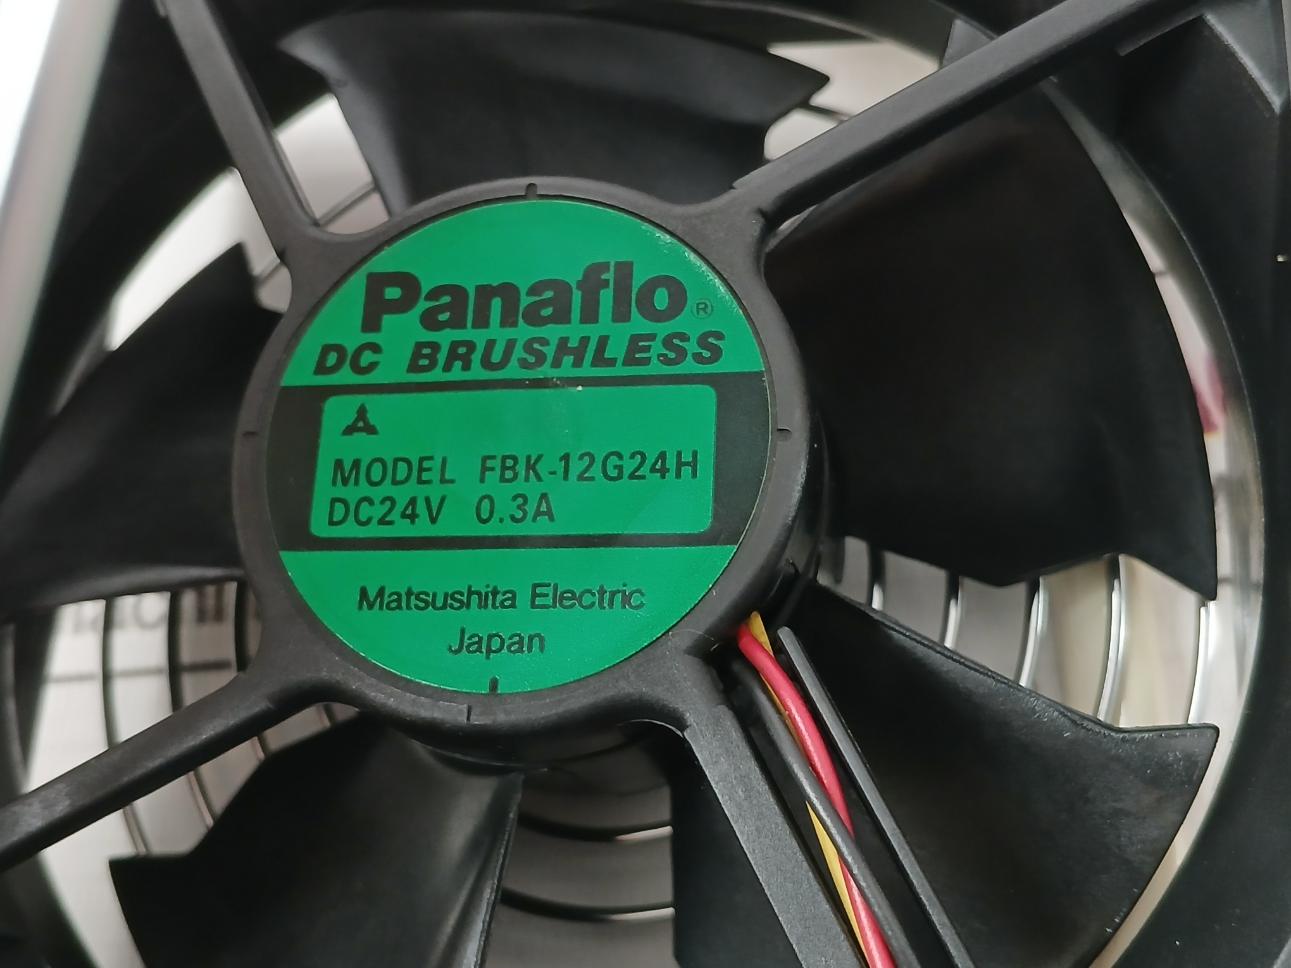 Panaflo®
DC BRUSHLESS
MODEL FBK-12G24H
DC24V 0.3A
Matsushita Electric
Japan